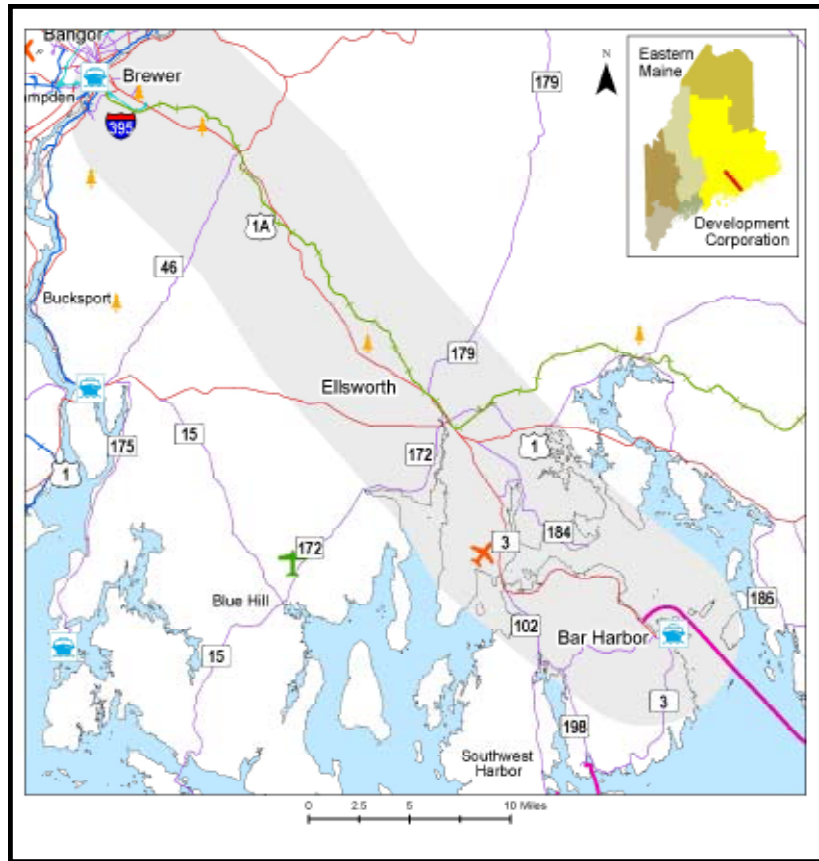 Bangor
Brewer
ampden
395
N
179
Eastern
Maine
Development
Corporation
1A
46
Bucksport
179
Ellsworth
15
175
1
172
1
184
172
3
Blue Hill
186
102
Bar Harbor
15
3
198
Southwest
Harbor
0 2.5 5 10 Miles